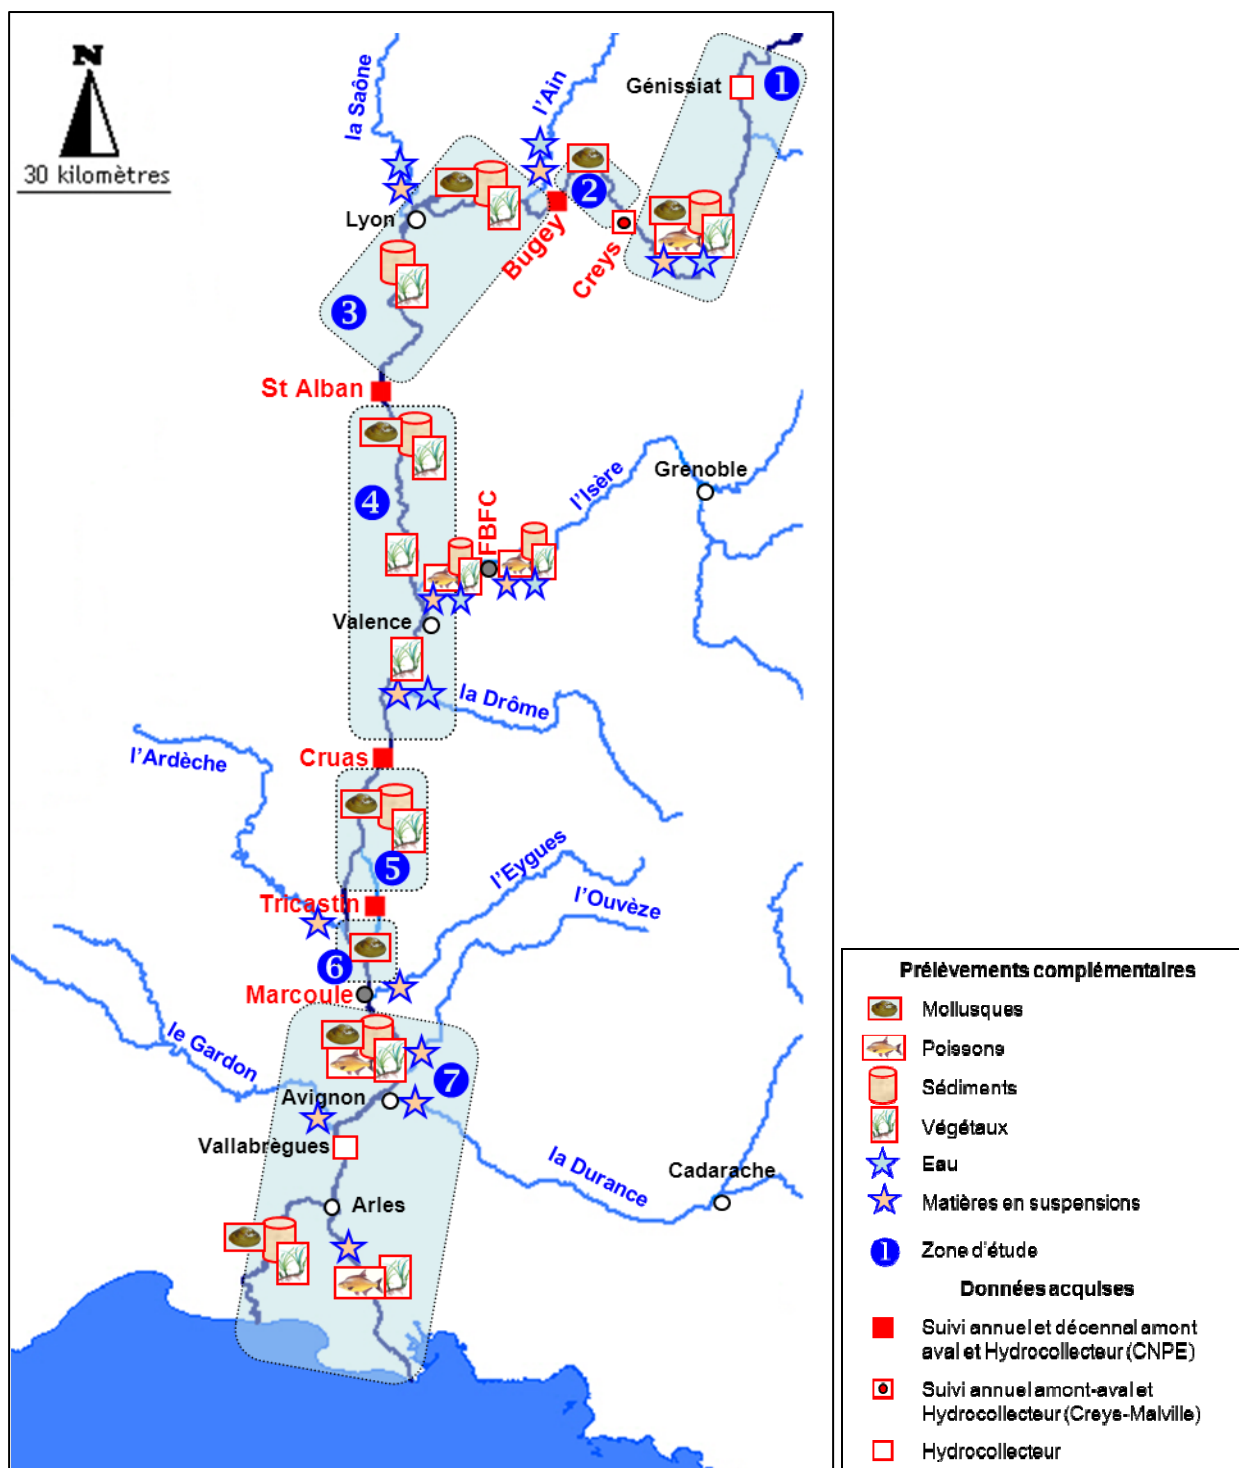 N
30 kilomètres
la Saône
l'Ain
Génissiat
1
2
Lyon
Bugey
Creys
3
St Alban
4
l'Isère
Grenoble
FBFC
Valence
la Drôme
Cruas
l'Ardèche
5
l'Eygues
l'Ouvèze
Tricastin
6
Marcoule
le Gardon
7
Avignon
Vallabrègues
la Durance
Cadarache
Arles
Prélèvements complémentaires
Mollusques
Poissons
Sédiments
Végétaux
Eau
Matières en suspensions
1 Zone d'étude
Données acquises
Suivi annuel et décennal amont
aval et Hydrocollecteur (CNPE)
Suivi annuel amont-aval et
Hydrocollecteur (Creys-Malville)
Hydrocollecteur